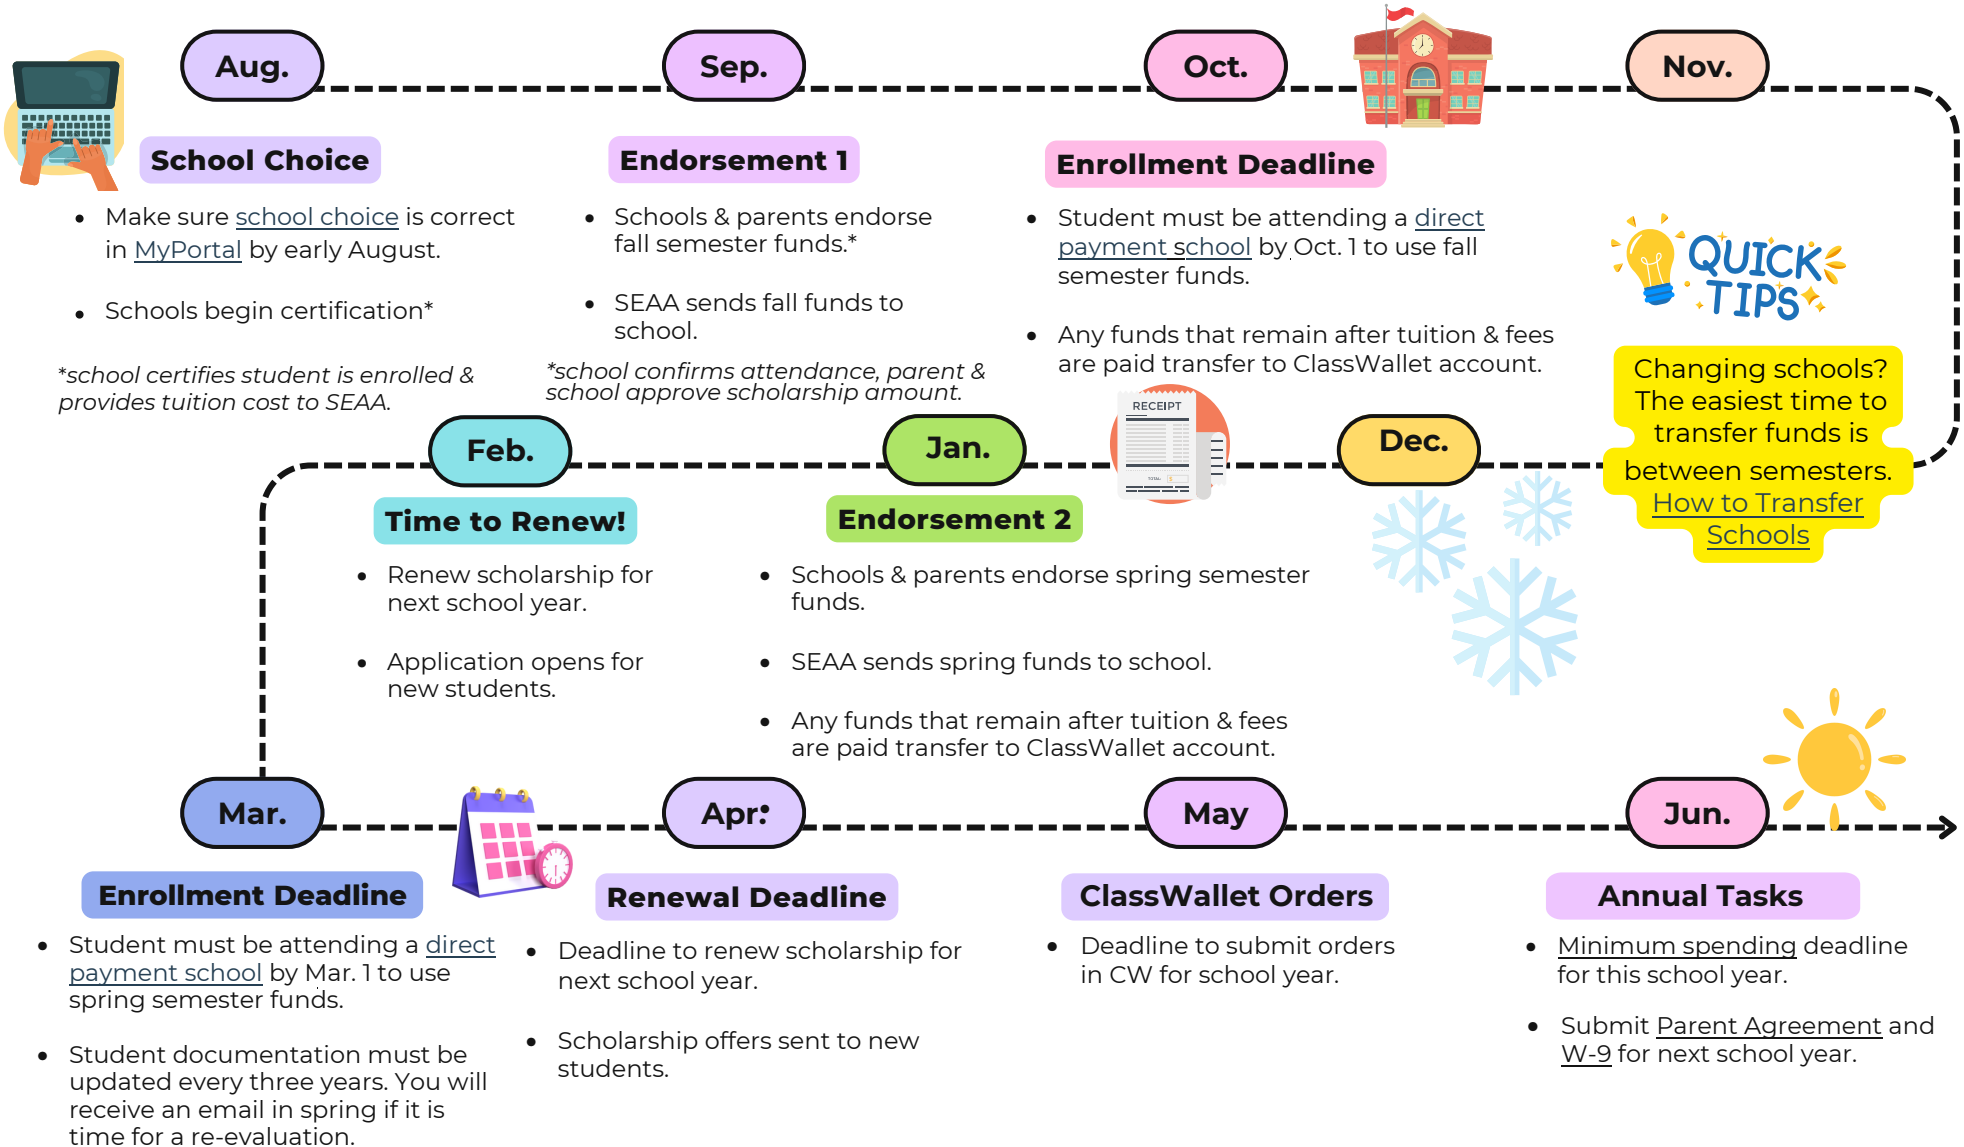 Aug.
Sep.
Oct.
Nov.
School Choice
• Make sure school choice is correct
in MyPortal by early August.
• Schools begin certification*
*school certifies student is enrolled &
provides tuition cost to SEAA.
Endorsement 1
• Schools & parents endorse
fall semester funds.*
• SEAA sends fall funds to
school.
*school confirms attendance, parent &
school approve scholarship amount.
Enrollment Deadline
• Student must be attending a direct
payment school by Oct. 1 to use fall
semester funds.
• Any funds that remain after tuition & fees
are paid transfer to ClassWallet account.
QUICK
TIPS
Changing schools?
The easiest time to
transfer funds is
between semesters.
How to Transfer
Schools
Dec.
RECEIPT
TOTAL: $
Jan.
Endorsement 2
• Schools & parents endorse spring semester
funds.
• SEAA sends spring funds to school.
• Any funds that remain after tuition & fees
are paid transfer to ClassWallet account.
Feb.
Time to Renew!
• Renew scholarship for
next school year.
• Application opens for
new students.
Mar.
Apr.
May
Jun.
Enrollment Deadline
• Student must be attending a direct
payment school by Mar. 1 to use
spring semester funds.
• Student documentation must be
updated every three years. You will
receive an email in spring if it is
time for a re-evaluation.
Renewal Deadline
• Deadline to renew scholarship for
next school year.
• Scholarship offers sent to new
students.
ClassWallet Orders
• Deadline to submit orders
in CW for school year.
Annual Tasks
• Minimum spending deadline
for this school year.
• Submit Parent Agreement and
W-9 for next school year.